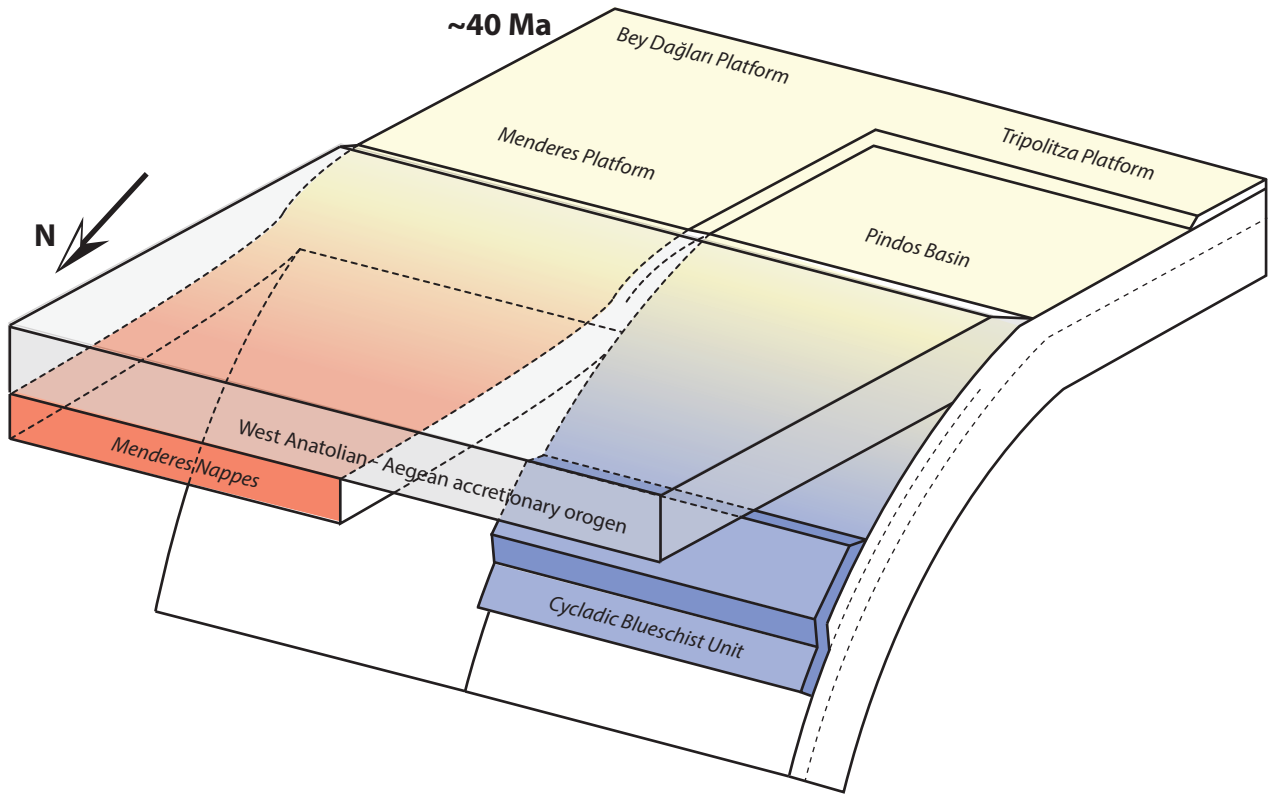 ~40 Ma
Bey Dağları Platform
Menderes Platform
Tripolitza Platform
Pindos Basin
N
West Anatolian- Aegean accretionary orogen
Menderes Nappes
Cycladic Blueschist Unit